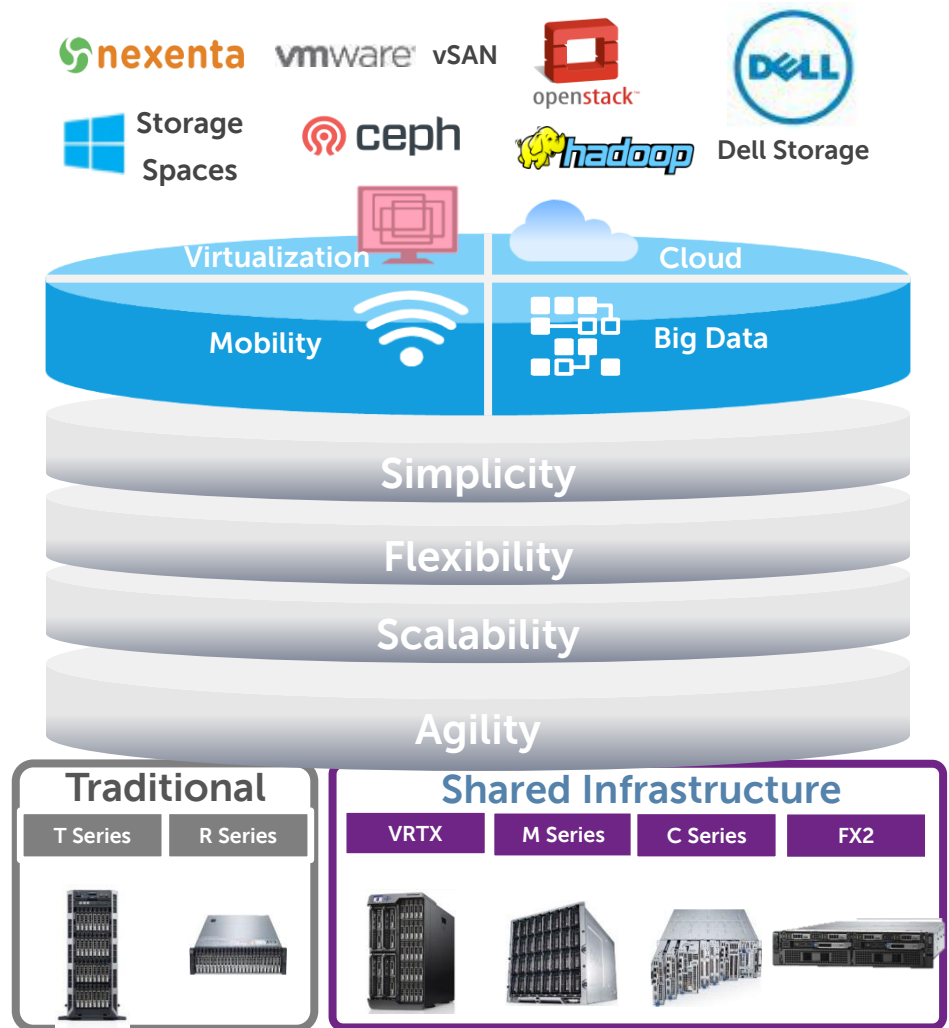 nexenta
vmware vSAN
openstack™
DELL
Storage
Spaces
ceph
hadoop
Dell Storage
Virtualization
Cloud
Mobility
Big Data
Simplicity
Flexibility
Scalability
Agility
Traditional
T Series
R Series
Shared Infrastructure
VRTX
M Series
C Series
FX2